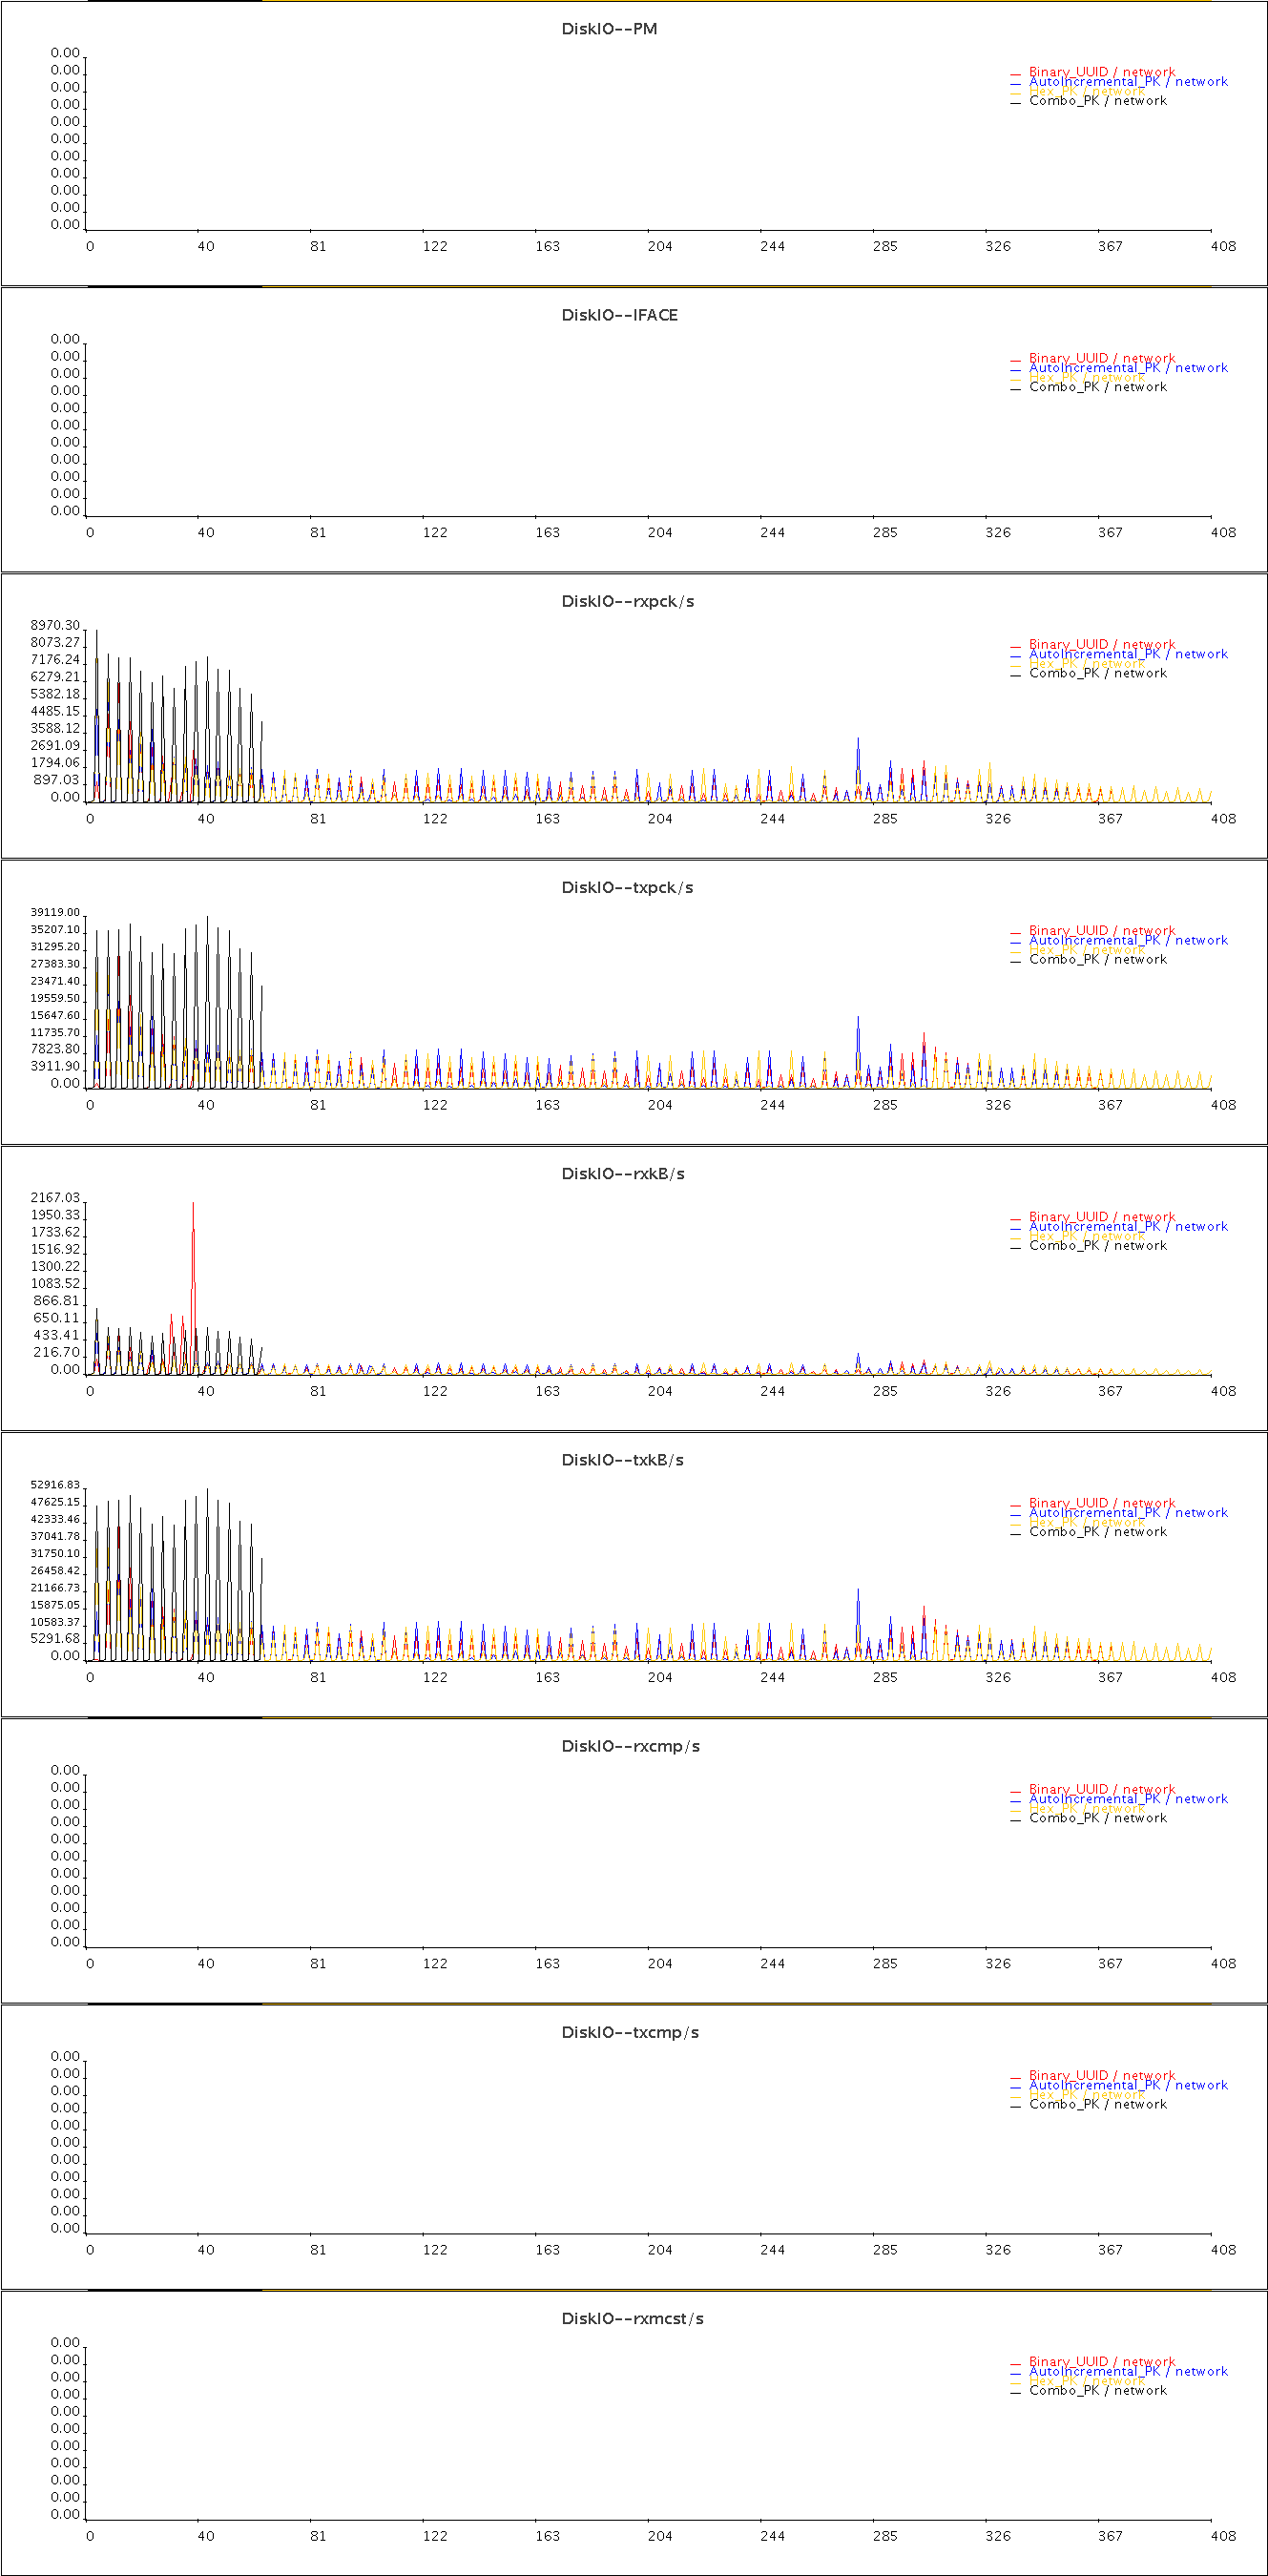 DiskIO--PM
0.00
0.00
0.00
0.00
0.00
0.00
0.00
0.00
0.00
0.00
0.00
Binary_UUID / network
AutoIncremental_PK / network
Hex_PK / network
Combo_PK / network
0 40 81 122 163 204 244 285 326 367 408
DiskIO--IFACE
0.00
0.00
0.00
0.00
0.00
0.00
0.00
0.00
0.00
0.00
0.00
Binary_UUID / network
AutoIncremental_PK / network
Hex_PK / network
Combo_PK / network
0 40 81 122 163 204 244 285 326 367 408
DiskIO--rxpck/s
8970.30
8073.27
7176.24
6279.21
5382.18
4485.15
3588.12
2691.09
1794.06
897.03
0.00
Binary_UUID / network
AutoIncremental_PK / network
Hex_PK / network
Combo_PK / network
0 40 81 122 163 204 244 285 326 367 408
DiskIO--txpck/s
39119.00
35207.10
31295.20
27383.30
23471.40
19559.50
15647.60
11735.70
7823.80
3911.90
0.00
Binary_UUID / network
AutoIncremental_PK / network
Hex_PK / network
Combo_PK / network
0 40 81 122 163 204 244 285 326 367 408
DiskIO--rxkB/s
2167.03
1950.33
1733.62
1516.92
1300.22
1083.52
866.81
650.11
433.41
216.70
0.00
Binary_UUID / network
AutoIncremental_PK / network
Hex_PK / network
Combo_PK / network
0 40 81 122 163 204 244 285 326 367 408
DiskIO--txkB/s
52916.83
47625.15
42333.46
37041.78
31750.10
26458.42
21166.73
15875.05
10583.37
5291.68
0.00
Binary_UUID / network
AutoIncremental_PK / network
Hex_PK / network
Combo_PK / network
0 40 81 122 163 204 244 285 326 367 408
DiskIO--rxcmp/s
0.00
0.00
0.00
0.00
0.00
0.00
0.00
0.00
0.00
0.00
0.00
Binary_UUID / network
AutoIncremental_PK / network
Hex_PK / network
Combo_PK / network
0 40 81 122 163 204 244 285 326 367 408
DiskIO--txcmp/s
0.00
0.00
0.00
0.00
0.00
0.00
0.00
0.00
0.00
0.00
0.00
Binary_UUID / network
AutoIncremental_PK / network
Hex_PK / network
Combo_PK / network
0 40 81 122 163 204 244 285 326 367 408
DiskIO--rxmcst/s
0.00
0.00
0.00
0.00
0.00
0.00
0.00
0.00
0.00
0.00
0.00
Binary_UUID / network
AutoIncremental_PK / network
Hex_PK / network
Combo_PK / network
0 40 81 122 163 204 244 285 326 367 408